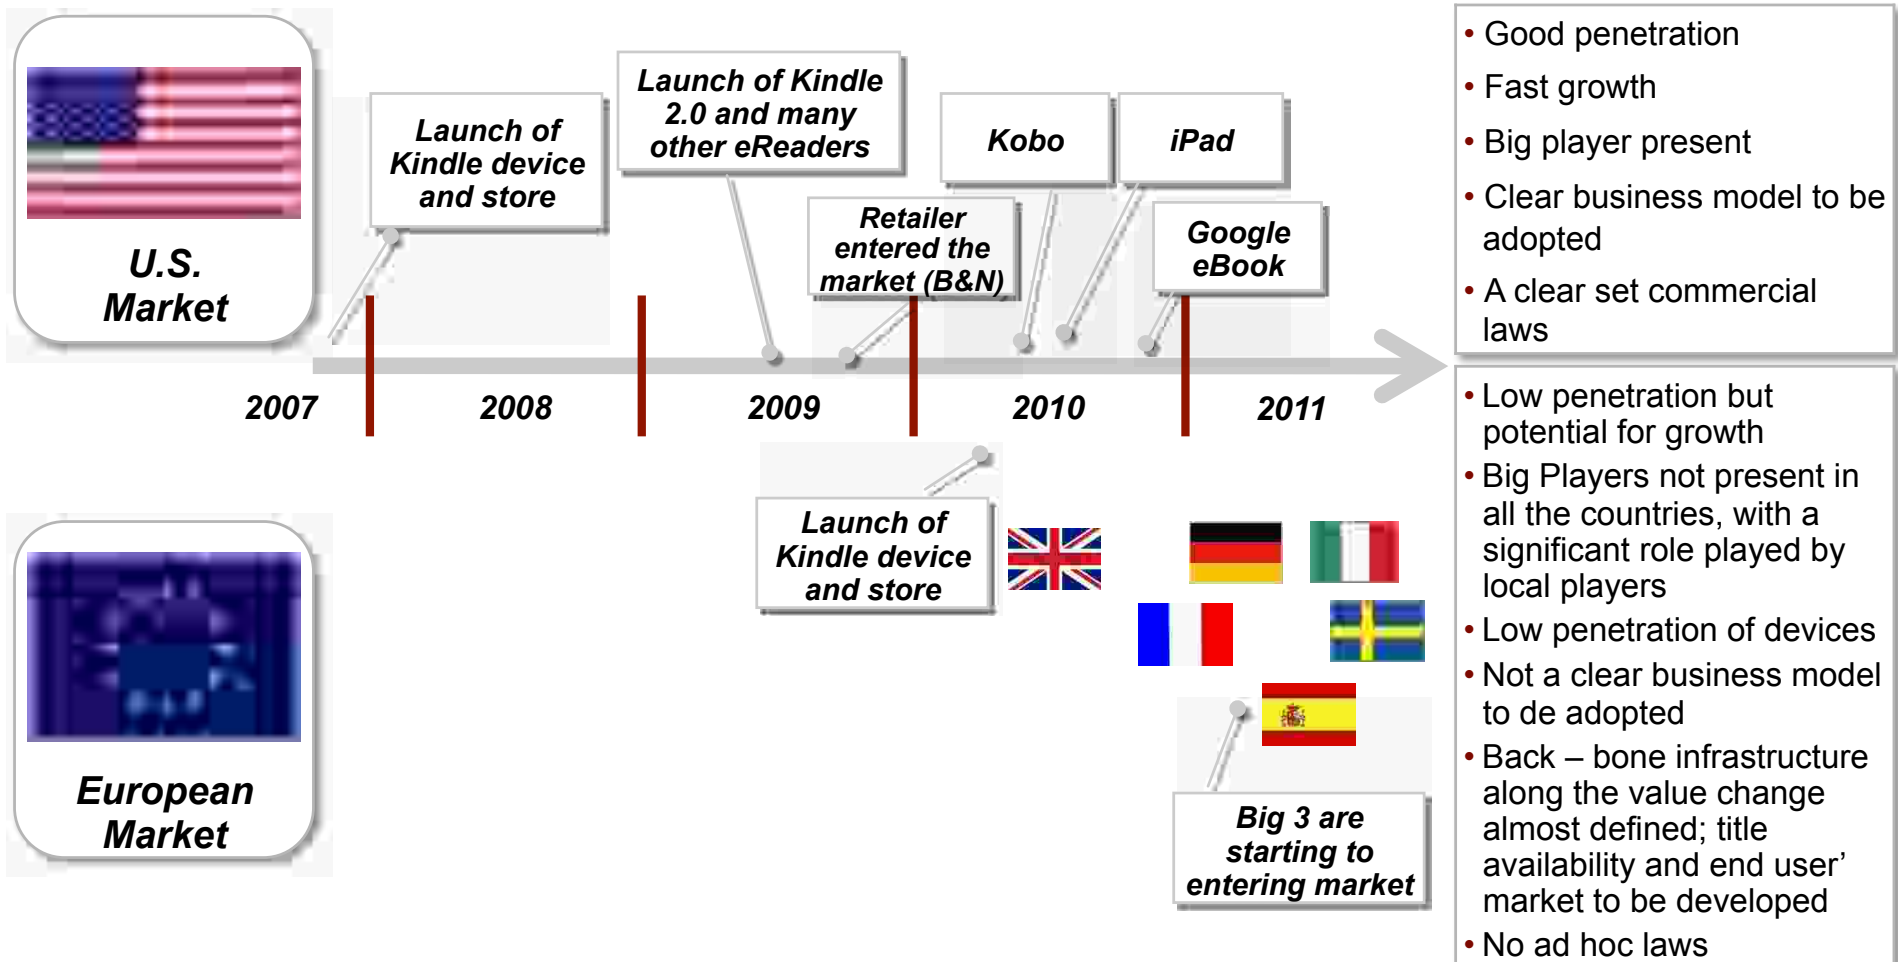 U.S.
Market
Launch of
Kindle device
and store
Launch of Kindle
2.0 and many
other eReaders
Retailer
entered the
market (B&N)
Kobo
iPad
Google
eBook
• Good penetration
• Fast growth
• Big player present
• Clear business model to be
adopted
• A clear set commercial
laws
2007
2008
2009
2010
2011
European
Market
Launch of
Kindle device
and store
Big 3 are
starting to
entering market
• Low penetration but
potential for growth
• Big Players not present in
all the countries, with a
significant role played by
local players
• Low penetration of devices
• Not a clear business model
to de adopted
• Back – bone infrastructure
along the value change
almost defined; title
availability and end user’
market to be developed
• No ad hoc laws